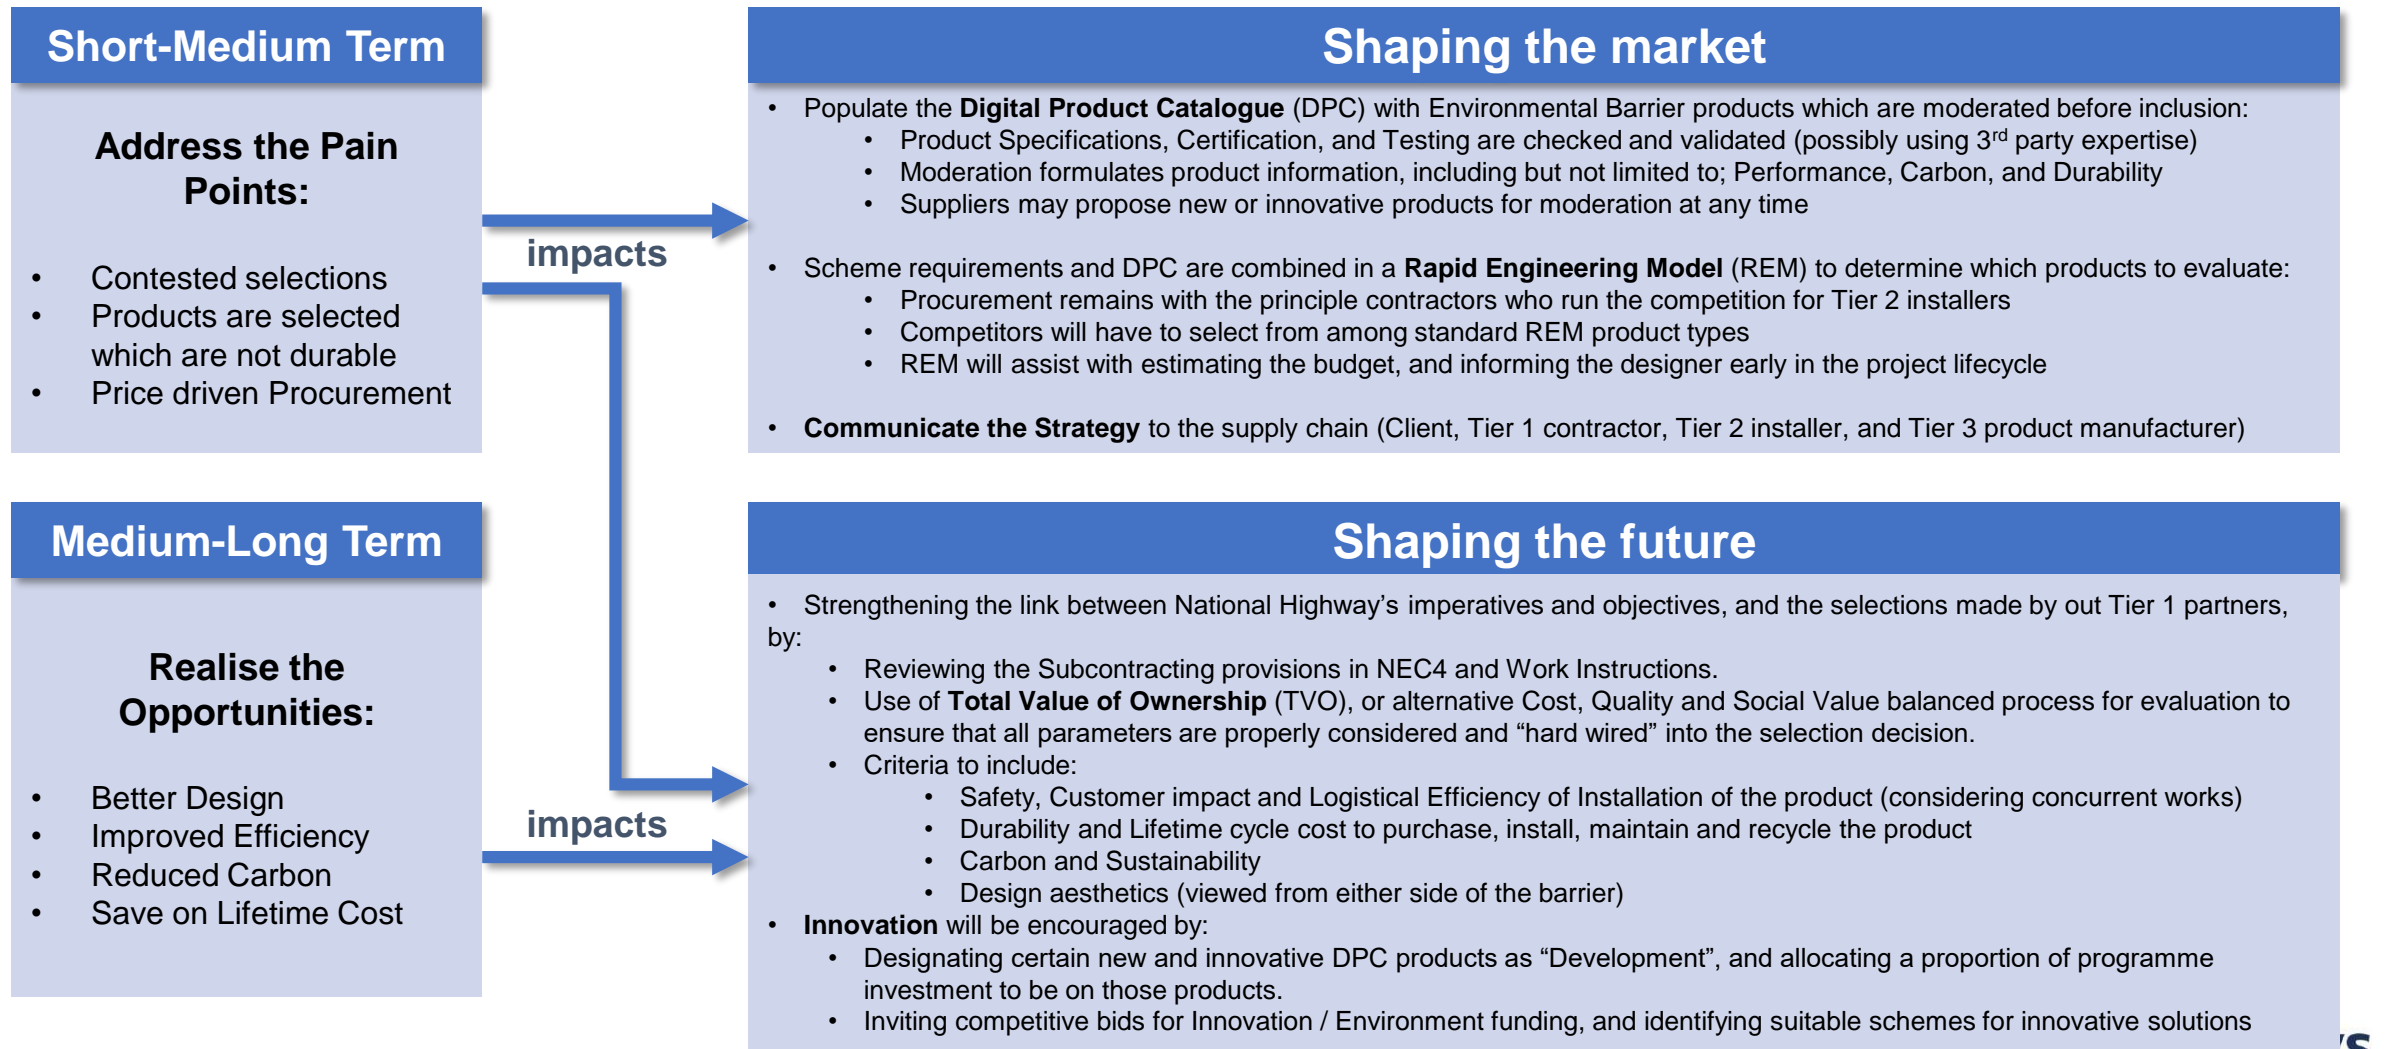 Short-Medium Term
Address the Pain
Points:
• Contested selections
• Products are selected
which are not durable
• Price driven Procurement
impacts
Shaping the market
• Populate the Digital Product Catalogue (DPC) with Environmental Barrier products which are moderated before inclusion:
• Product Specifications, Certification, and Testing are checked and validated (possibly using 3rd party expertise)
• Moderation formulates product information, including but not limited to; Performance, Carbon, and Durability
• Suppliers may propose new or innovative products for moderation at any time
• Scheme requirements and DPC are combined in a Rapid Engineering Model (REM) to determine which products to evaluate:
• Procurement remains with the principle contractors who run the competition for Tier 2 installers
• Competitors will have to select from among standard REM product types
• REM will assist with estimating the budget, and informing the designer early in the project lifecycle
• Communicate the Strategy to the supply chain (Client, Tier 1 contractor, Tier 2 installer, and Tier 3 product manufacturer)
Medium-Long Term
Realise the
Opportunities:
• Better Design
• Improved Efficiency
• Reduced Carbon
• Save on Lifetime Cost
impacts
Shaping the future
• Strengthening the link between National Highway’s imperatives and objectives, and the selections made by out Tier 1 partners,
by:
• Reviewing the Subcontracting provisions in NEC4 and Work Instructions.
• Use of Total Value of Ownership (TVO), or alternative Cost, Quality and Social Value balanced process for evaluation to
ensure that all parameters are properly considered and “hard wired” into the selection decision.
• Criteria to include:
• Safety, Customer impact and Logistical Efficiency of Installation of the product (considering concurrent works)
• Durability and Lifetime cycle cost to purchase, install, maintain and recycle the product
• Carbon and Sustainability
• Design aesthetics (viewed from either side of the barrier)
• Innovation will be encouraged by:
• Designating certain new and innovative DPC products as “Development”, and allocating a proportion of programme
investment to be on those products.
• Inviting competitive bids for Innovation / Environment funding, and identifying suitable schemes for innovative solutions